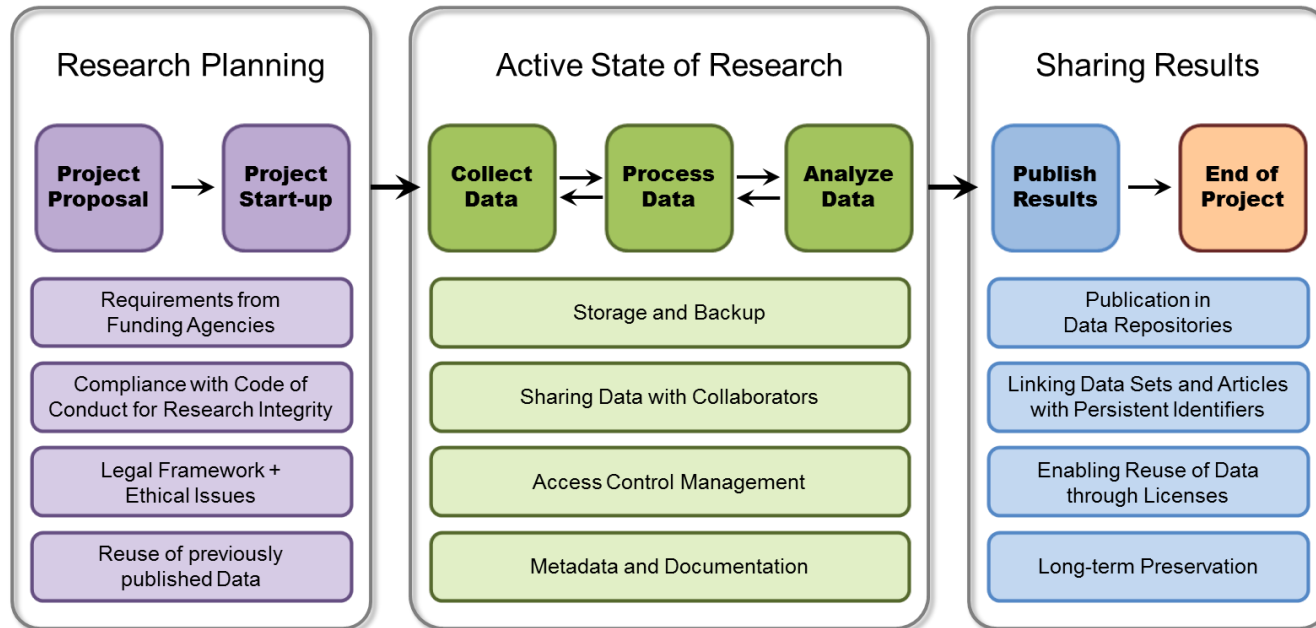 Research Planning
Project
Proposal
Project
Start-up
Requirements from
Funding Agencies
Compliance with Code of
Conduct for Research Integrity
Legal Framework +
Ethical Issues
Reuse of previously
published Data
Active State of Research
Collect
Data
Process
Data
Analyze
Data
Storage and Backup
Sharing Data with Collaborators
Access Control Management
Metadata and Documentation
Sharing Results
Publish
Results
End of
Project
Publication in
Data Repositories
Linking Data Sets and Articles
with Persistent Identifiers
Enabling Reuse of Data
through Licenses
Long-term Preservation